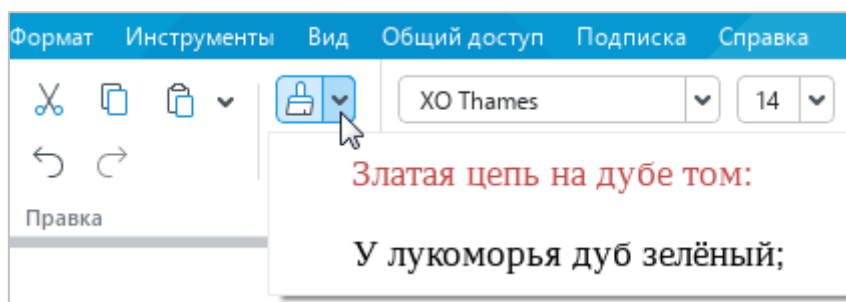 Формат Инструменты Вид Общий доступ Подписка Справка
XO Thames 14
Златая цепь на дубе том:
Правка
У лукоморья дуб зелёный;